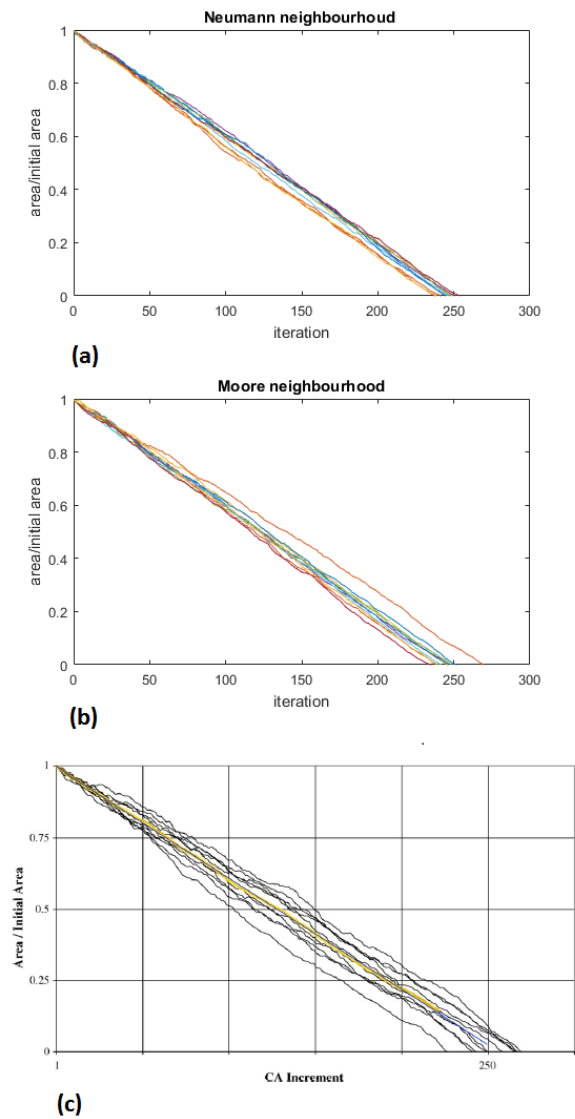 Neumann neighbourhoud
1
0.8
0.6
0.4
0.2
0
area/initial area
0 50 100 150 200 250 300
iteration
(a)
Moore neighbourhood
1
0.8
0.6
0.4
0.2
0
area/initial area
0 50 100 150 200 250 300
iteration
(b)
1
0.75
0.5
0.25
0
Area / Initial Area
1 250
CA Increment
(c)